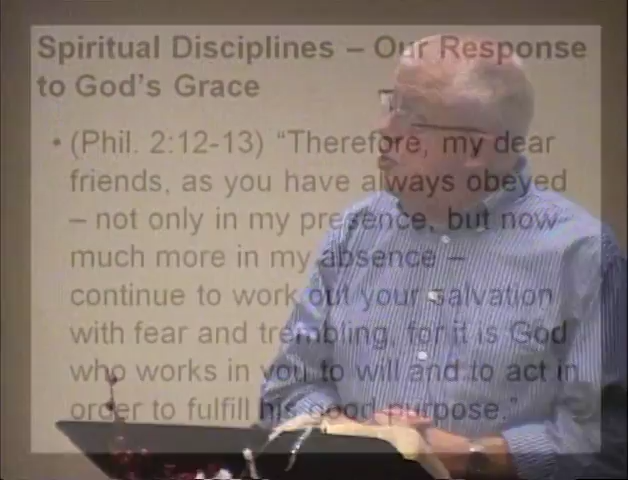 Spiritual Disciplines – Our Response
to God's Grace
• (Phil. 2:12-13) “Therefore, my dear
friends, as you have always obeyed
– not only in my presence, but now
much more in my absence –
continue to work out your salvation
with fear and trembling, for it is God
who works in you to will and to act in
order to fulfill his good purpose.”